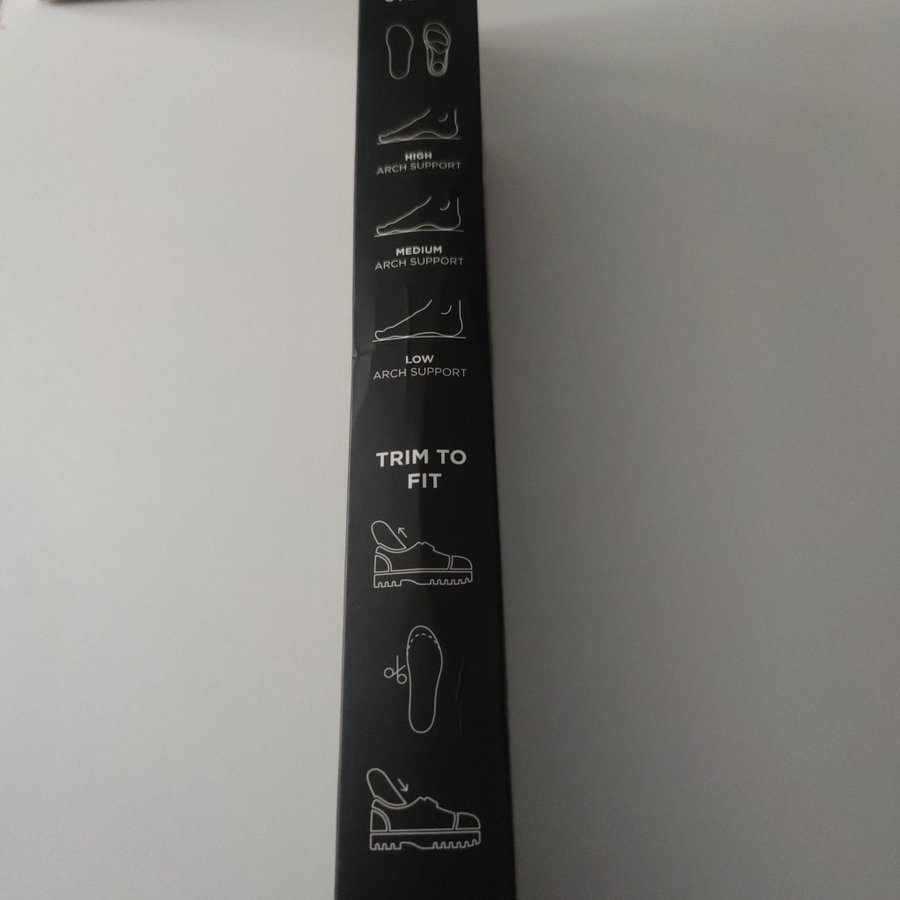 HIGH
ARCH SUPPORT
MEDIUM
ARCH SUPPORT
LOW
ARCH SUPPORT
TRIM TO
FIT